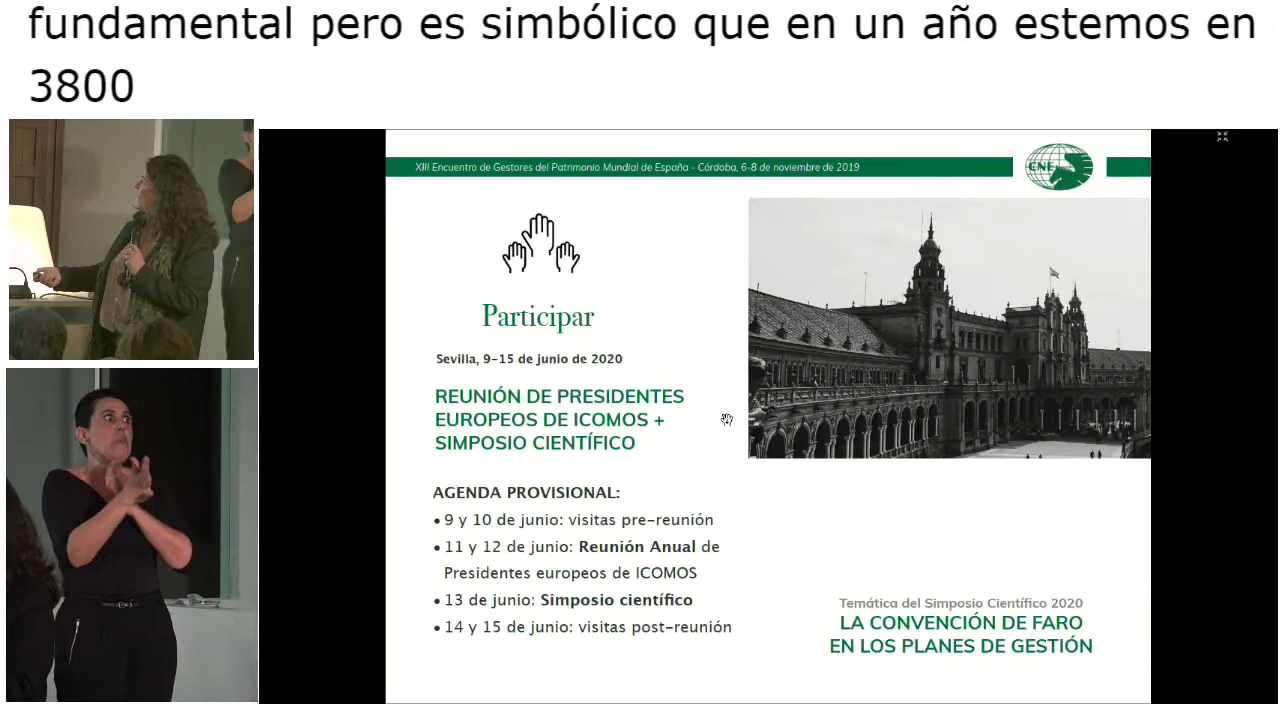 fundamental pero es simbólico que en un año estemos en
3800
XIII Encuentro de Gestores del Patrimonio Mundial de España - Córdoba, 6-8 de noviembre de 2019
CNE
Participar
Sevilla, 9-15 de junio de 2020
REUNIÓN DE PRESIDENTES
EUROPEOS DE ICOMOS +
SIMPOSIO CIENTÍFICO
AGENDA PROVISIONAL:
• 9 y 10 de junio: visitas pre-reunión
• 11 y 12 de junio: Reunión Anual de
Presidentes europeos de ICOMOS
• 13 de junio: Simposio científico
• 14 y 15 de junio: visitas post-reunión
Temática del Simposio Científico 2020
LA CONVENCIÓN DE FARO
EN LOS PLANES DE GESTIÓN